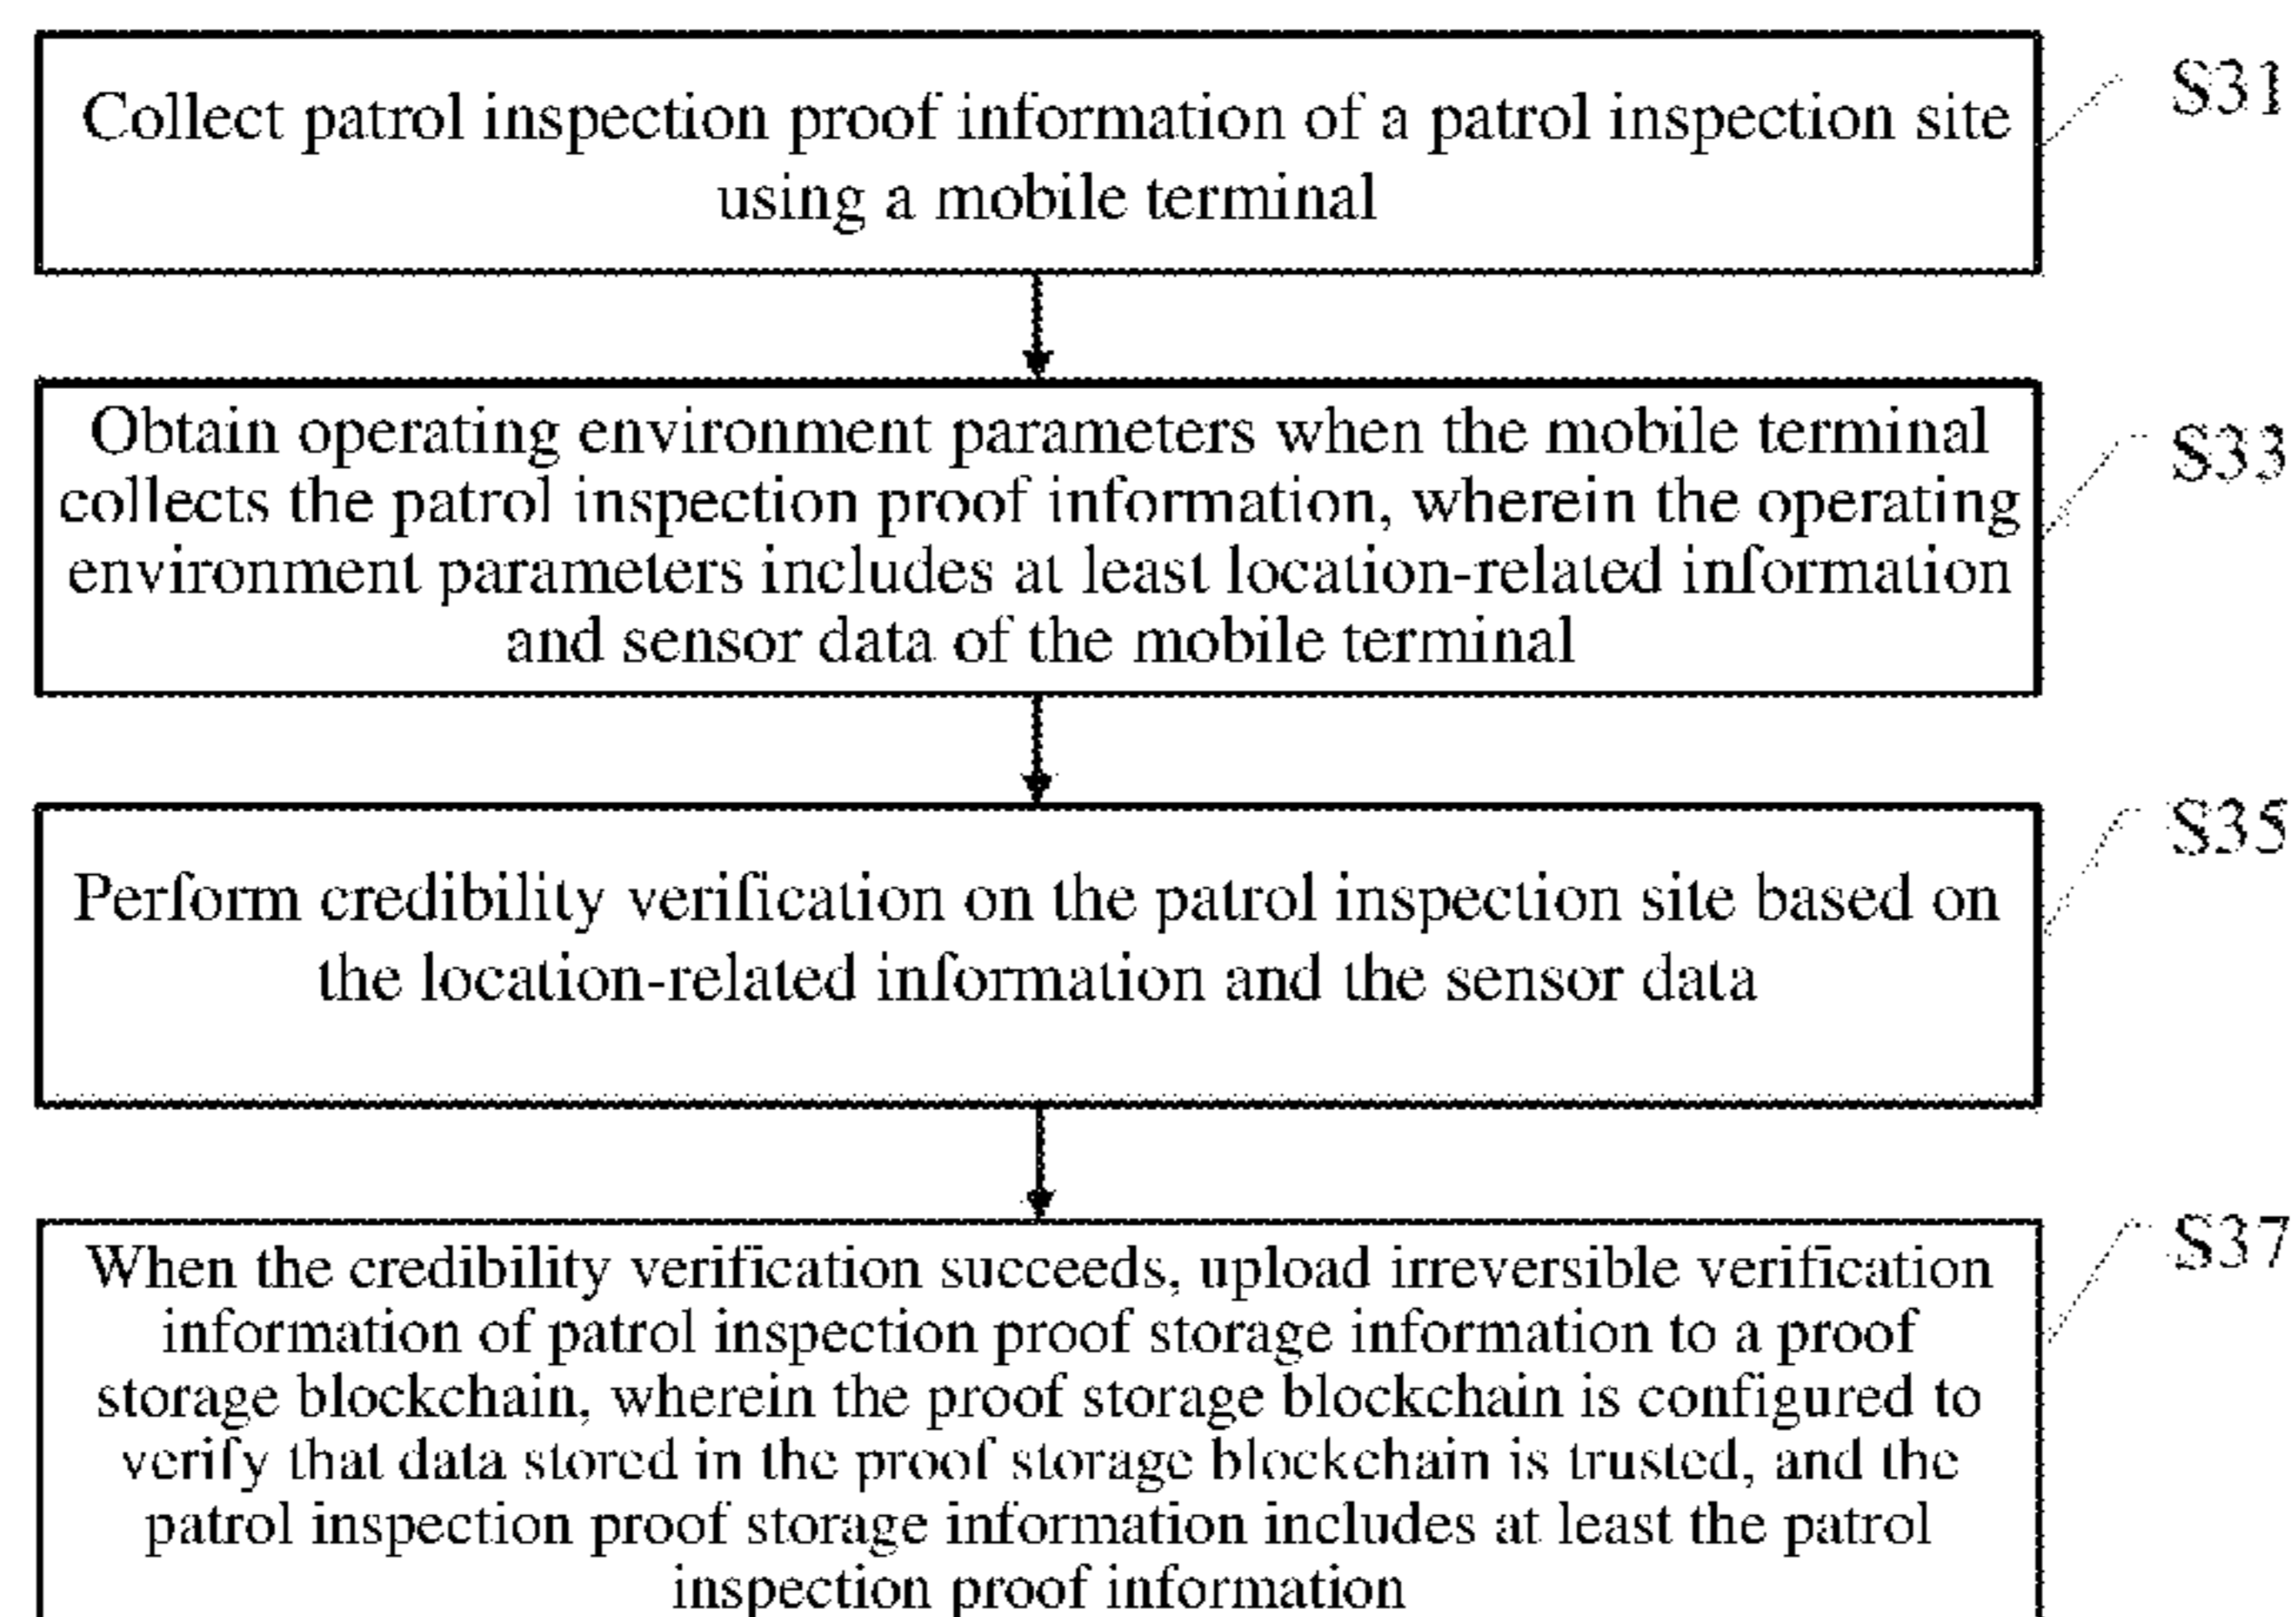 Collect patrol inspection proof information of a patrol inspection site
using a mobile terminal
S31
Obtain operating environment parameters when the mobile terminal
collects the patrol inspection proof information, wherein the operating
environment parameters includes at least location-related information
and sensor data of the mobile terminal
S33
Perform credibility verification on the patrol inspection site based on
the location-related information and the sensor data
S35
When the credibility verification succeeds, upload irreversible verification
information of patrol inspection proof storage information to a proof
storage blockchain, wherein the proof storage blockchain is configured to
verify that data stored in the proof storage blockchain is trusted, and the
patrol inspection proof storage information includes at least the patrol
inspection proof information
S37